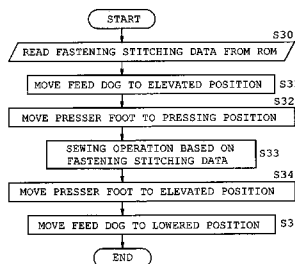 START
S30
READ FASTENING STITCHING DATA FROM ROM
MOVE FEED DOG TO ELEVATED POSITION
S3
S32
MOVE PRESSER FOOT TO PRESSING POSITION
SEWING OPERATION BASED ON
FASTENING STITCHING DATA
S33
S34
MOVE PRESSER FOOT TO ELEVATED POSITION
MOVE FEED DOG TO LOWERED POSITION
S3
END